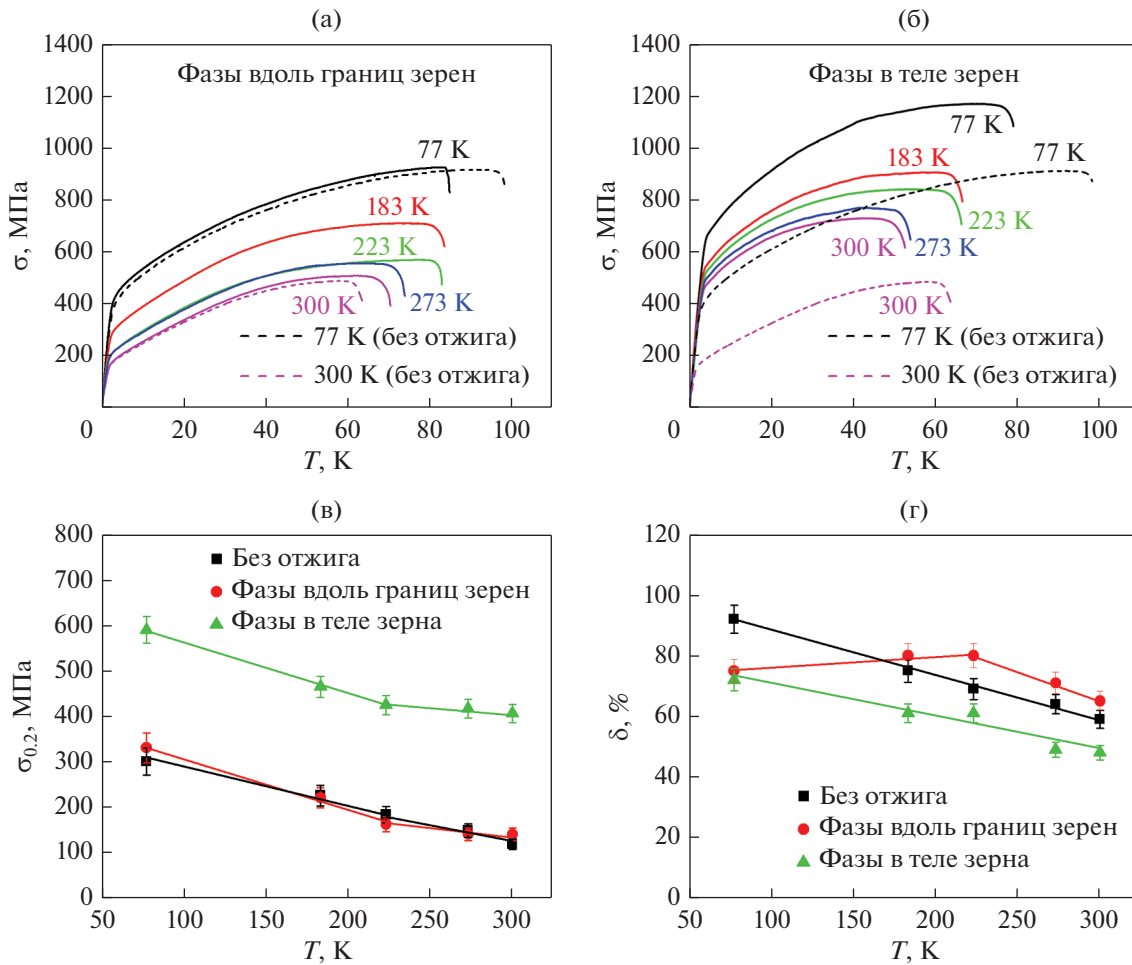 (а)
1400
1200
1000
800
600
400
200
0
20
40
60
80
100
σ, МПа
T, K
Фазы вдоль границ зерен
77 K
183 K
223 K
273 K
300 K
77 K (без отжига)
300 K (без отжига)
(б)
1400
1200
1000
800
600
400
200
0
20
40
60
80
100
σ, МПа
T, K
Фазы в теле зерен
77 K
77 K
183 K
223 K
273 K
300 K
300 K
77 K (без отжига)
300 K (без отжига)
(в)
800
700
600
500
400
300
200
100
0
50
100
150
200
250
300
σ0.2, МПа
T, K
Без отжига
Фазы вдоль границ зерен
Фазы в теле зерна
(г)
120
100
80
60
40
20
0
50
100
150
200
250
300
δ, %
T, K
Без отжига
Фазы вдоль границ зерен
Фазы в теле зерна